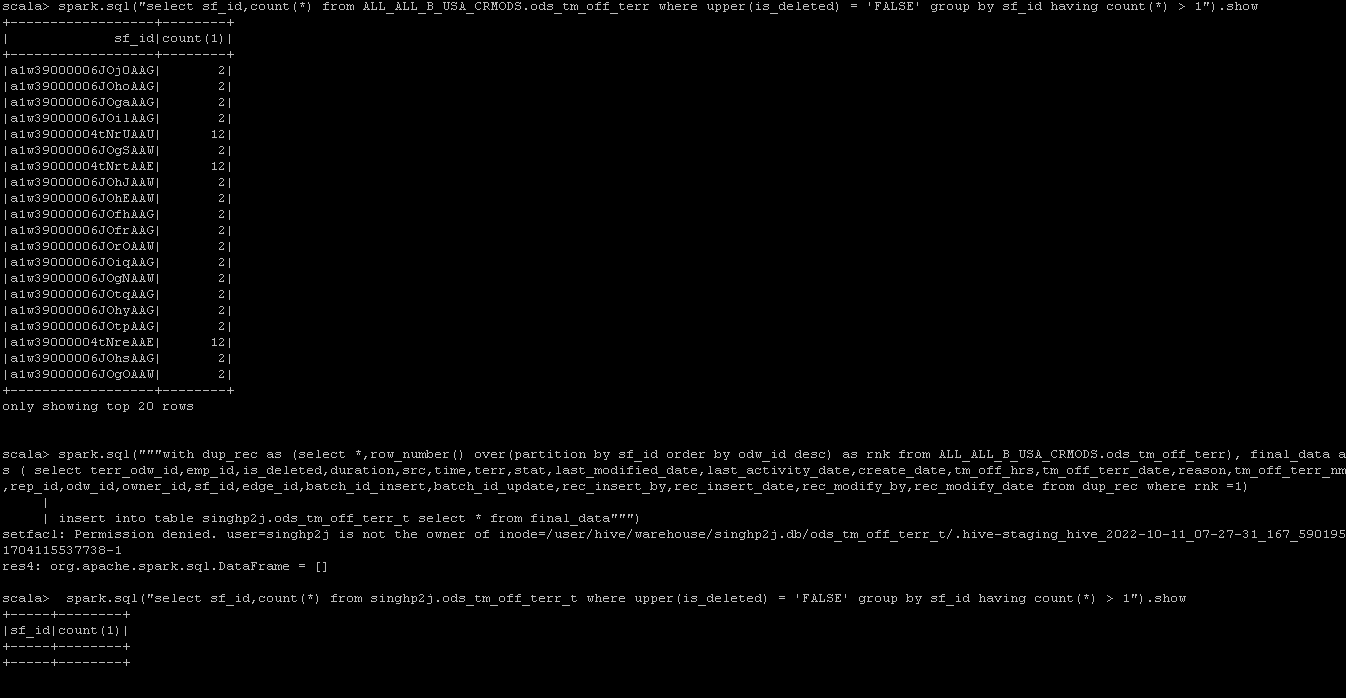 scala> spark.sql("select sf_id,count(*) from ALL_ALL_B_USA_CRMODS.ods_tm_off_terr where upper(is_deleted) = 'FALSE' group by sf_id having count(*) > 1").show
+------------------+--------+
|             sf_id|count(1)|
+------------------+--------+
|a1w39000006JOjOAAG|       2|
|a1w39000006JOhoAAG|       2|
|a1w39000006JOgaAAG|       2|
|a1w39000006JOilAAG|       2|
|a1w39000004tNrUAAU|      12|
|a1w39000006JOgSAAW|       2|
|a1w39000004tNrtAAE|      12|
|a1w39000006JOhJAAW|       2|
|a1w39000006JOhEAAW|       2|
|a1w39000006JOfhAAG|       2|
|a1w39000006JOfrAAG|       2|
|a1w39000006JOrOAAW|       2|
|a1w39000006JOiqAAG|       2|
|a1w39000006JOgNAAW|       2|
|a1w39000006JOtqAAG|       2|
|a1w39000006JOhyAAG|       2|
|a1w39000006JOtpAAG|       2|
|a1w39000004tNreAAE|      12|
|a1w39000006JOhsAAG|       2|
|a1w39000006JOgOAAW|       2|
+------------------+--------+
only showing top 20 rows
scala> spark.sql("""with dup_rec as (select *,row_number() over(partition by sf_id order by odw_id desc) as rnk from ALL_ALL_B_USA_CRMODS.ods_tm_off_terr), final_data a
s ( select terr_odw_id,emp_id,is_deleted,duration,src,time,terr,stat,last_modified_date,last_activity_date,create_date,tm_off_hrs,tm_off_terr_date,reason,tm_off_terr_nm
,rep_id,odw_id,owner_id,sf_id,edge_id,batch_id_insert,batch_id_update,rec_insert_by,rec_insert_date,rec_modify_by,rec_modify_date from dup_rec where rnk =1)
     |
     | insert into table singhp2j.ods_tm_off_terr_t select * from final_data""")
setfacl: Permission denied. user=singhp2j is not the owner of inode=/user/hive/warehouse/singhp2j.db/ods_tm_off_terr_t/.hive-staging_hive_2022-10-11_07-27-31_167_590195
1704115537738-1
res4: org.apache.spark.sql.DataFrame = []
scala>  spark.sql("select sf_id,count(*) from singhp2j.ods_tm_off_terr_t where upper(is_deleted) = 'FALSE' group by sf_id having count(*) > 1").show
+-----+--------+
|sf_id|count(1)|
+-----+--------+
+-----+--------+